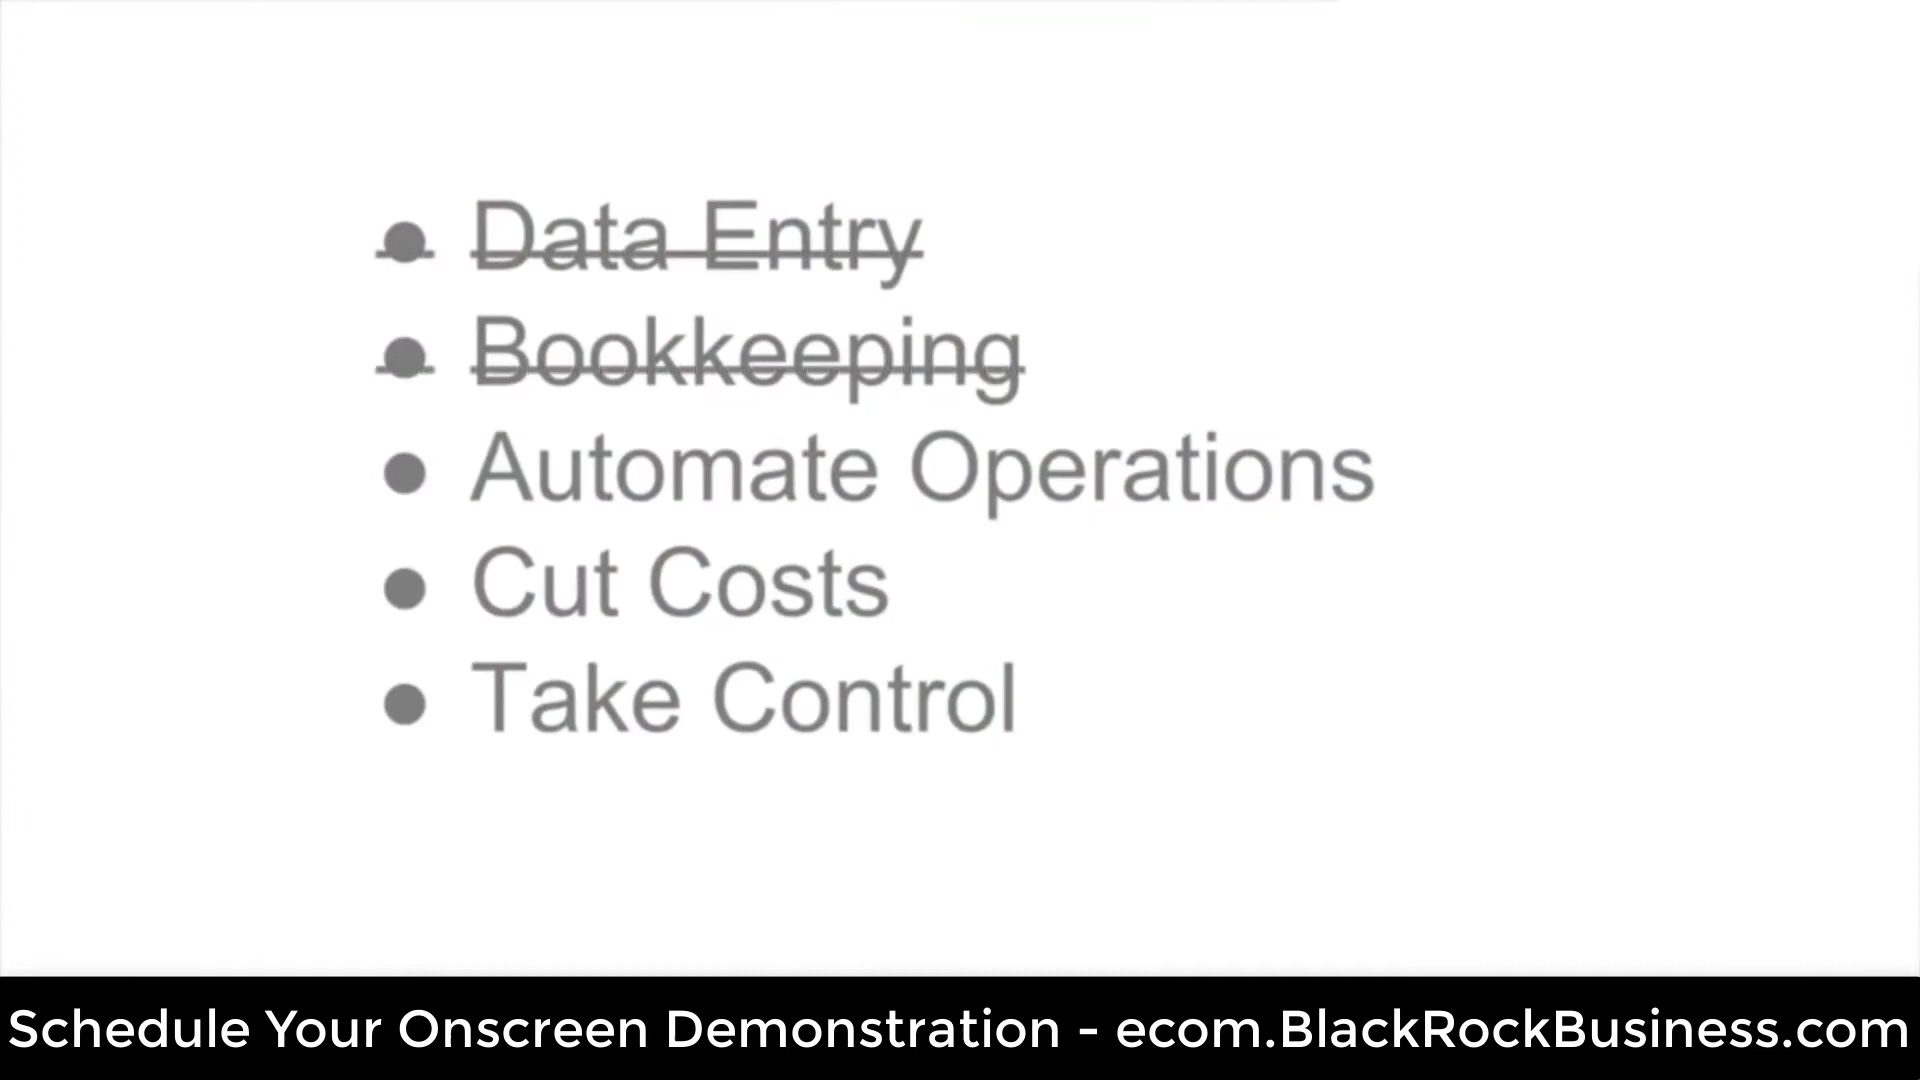 ● Data Entry
● Bookkeeping
● Automate Operations
● Cut Costs
● Take Control
Schedule Your Onscreen Demonstration - ecom.BlackRockBusiness.com